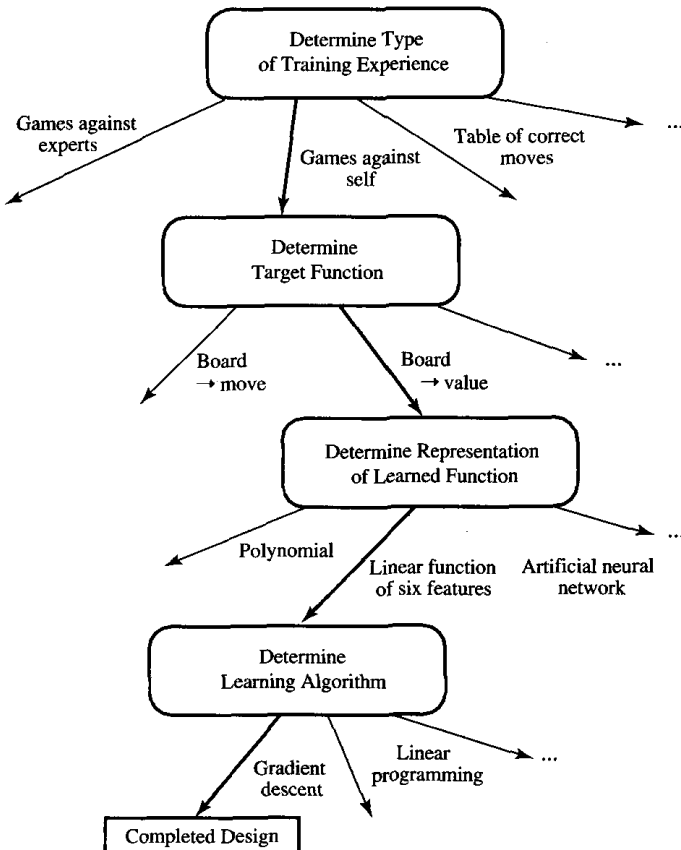 Determine Type
of Training Experience
Games against
experts
Games against
self
Table of correct
moves
...
Determine
Target Function
Board
→ move
Board
→ value
...
Determine Representation
of Learned Function
Polynomial
Linear function
of six features
Artificial neural
network
...
Determine
Learning Algorithm
Gradient
descent
Linear
programming
...
Completed Design